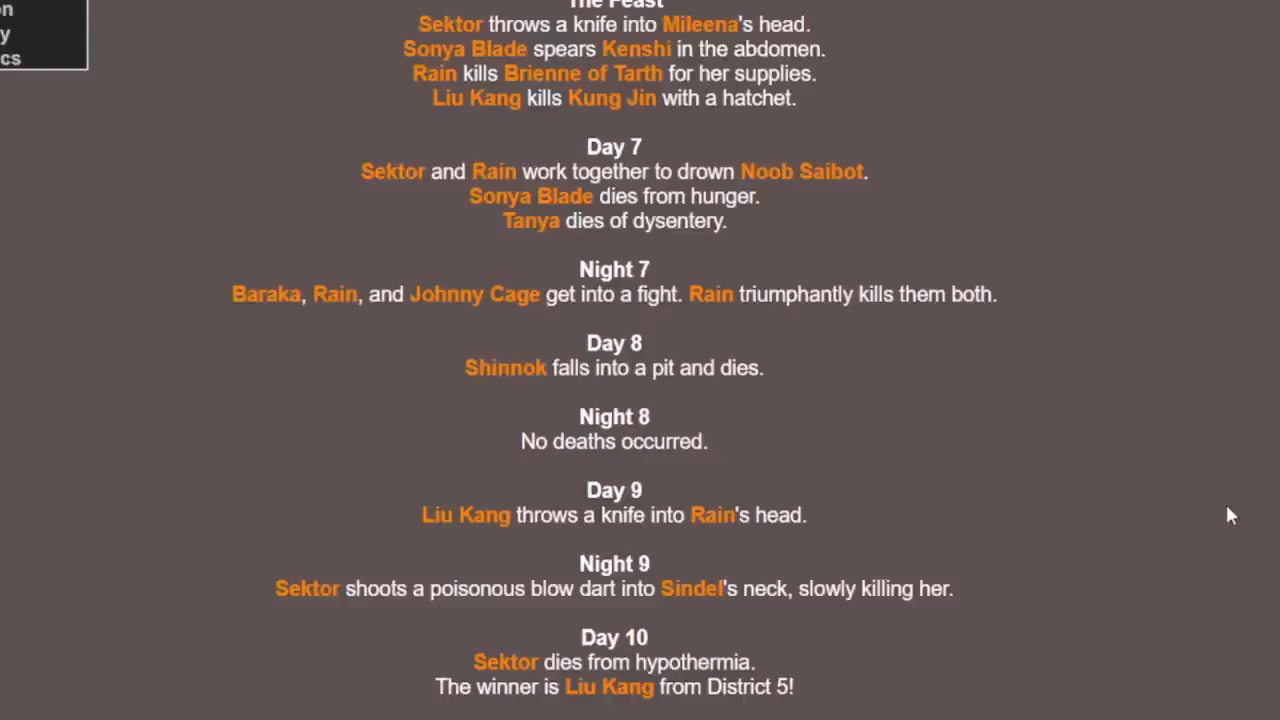 on
y
cs
The Feast
Sektor throws a knife into Mileena's head.
Sonya Blade spears Kenshi in the abdomen.
Rain kills Brienne of Tarth for her supplies.
Liu Kang kills Kung Jin with a hatchet.
Day 7
Sektor and Rain work together to drown Noob Saibot.
Sonya Blade dies from hunger.
Tanya dies of dysentery.
Night 7
Baraka, Rain, and Johnny Cage get into a fight. Rain triumphantly kills them both.
Day 8
Shinnok falls into a pit and dies.
Night 8
No deaths occurred.
Day 9
Liu Kang throws a knife into Rain's head.
Night 9
Sektor shoots a poisonous blow dart into Sindel's neck, slowly killing her.
Day 10
Sektor dies from hypothermia.
The winner is Liu Kang from District 5!